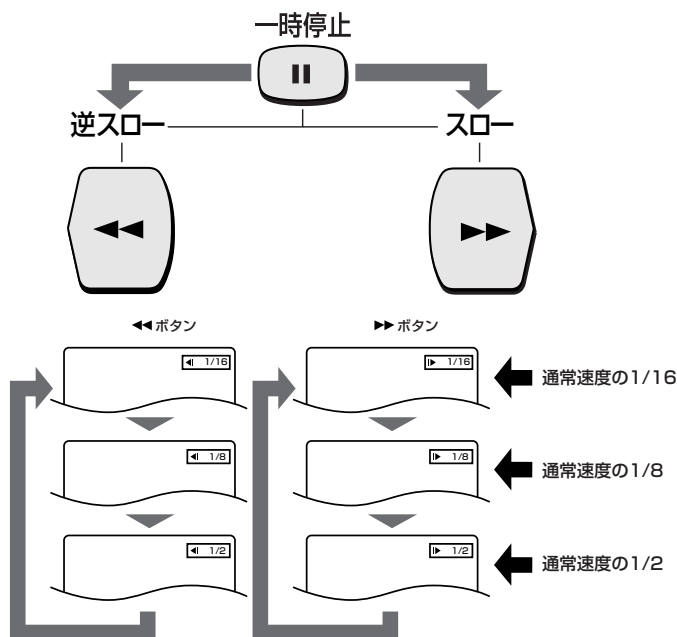 一時停止
逆スロー
スロー
◀◀ ボタン
▶▶ ボタン
1/16
1/16
通常速度の1/16
1/8
1/8
通常速度の1/8
1/2
1/2
通常速度の1/2